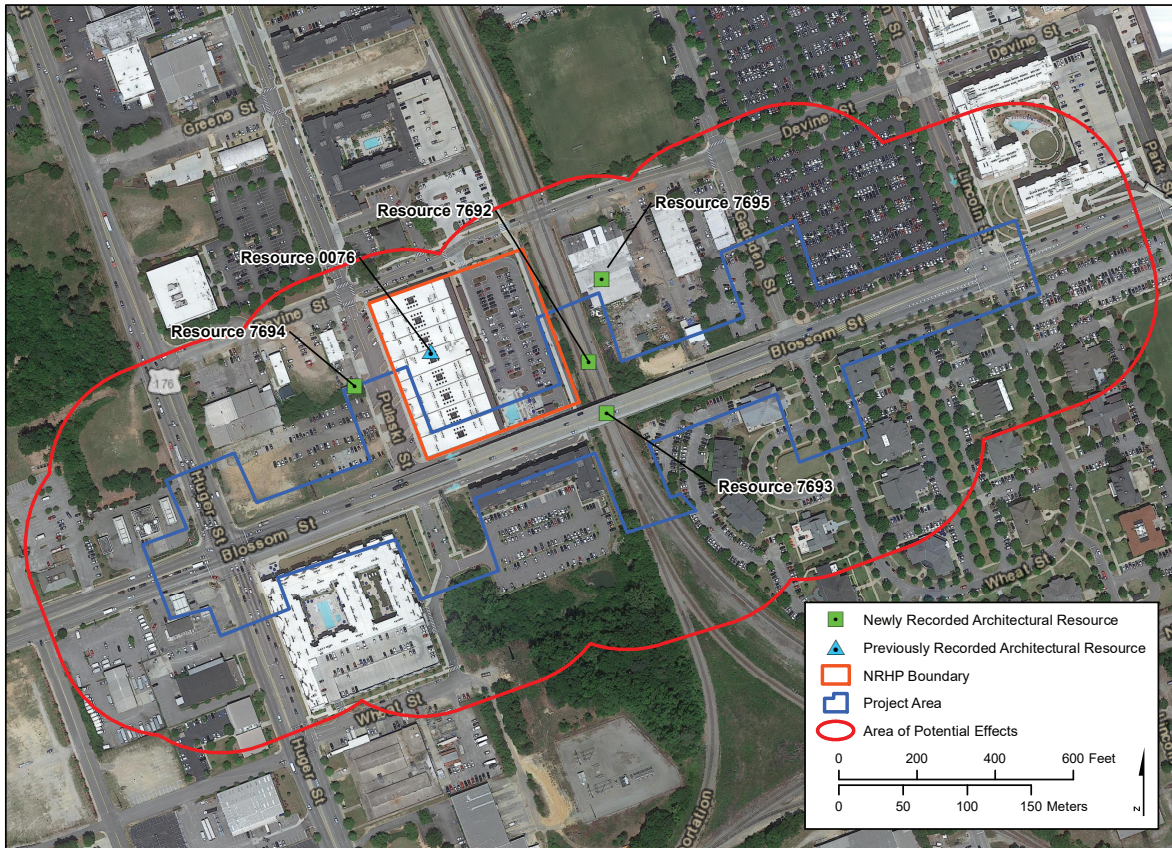 Greene St
Devine St
Park
Lincoln
Devine St
Gadsden St
Resource 7692
Resource 7695
Resource 0076
Resource 7694
176
Pulaski St
Blossom St
Resource 7693
Huger St
Blossom St
Wheat St
Wheat St
Huger St
Newly Recorded Architectural Resource
Previously Recorded Architectural Resource
NRHP Boundary
Project Area
Area of Potential Effects
0 200 400 600 Feet
0 50 100 150 Meters
N